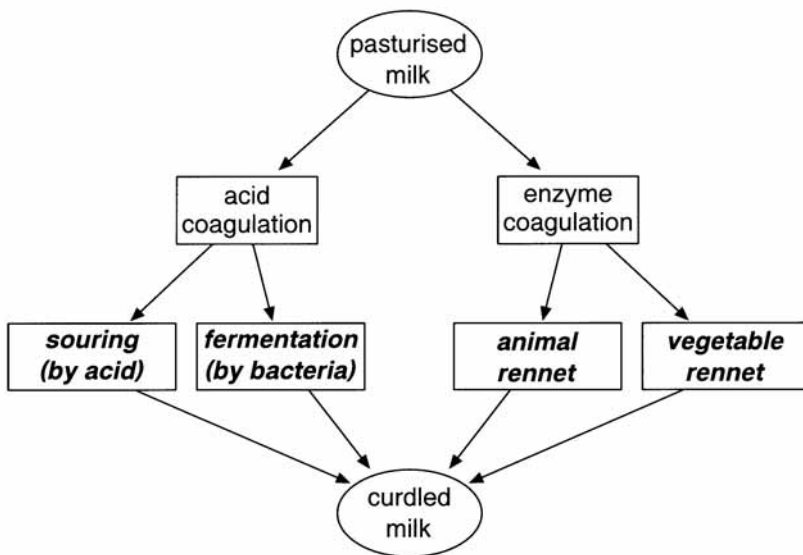 pasturised
milk
acid
coagulation
enzyme
coagulation
souring
(by acid)
fermentation
(by bacteria)
animal
rennet
vegetable
rennet
curdled
milk